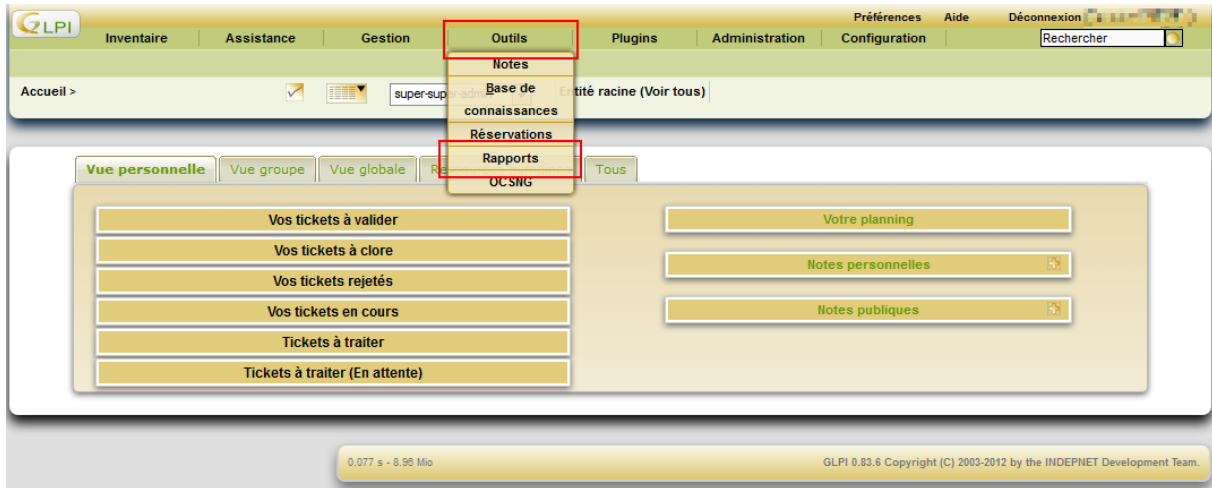 GLPI
Préférences Aide Déconnexion
Inventaire Assistance Gestion Outils Plugins Administration Configuration Rechercher
Notes
Accueil > super-super-adm Entité racine (Voir tous)
Base de
connaissances
Réservations
Rapports
OCSNG
Vue personnelle Vue groupe Vue globale Tous
Vos tickets à valider
Vos tickets à clore
Vos tickets rejetés
Vos tickets en cours
Tickets à traiter
Tickets à traiter (En attente)
Votre planning
Notes personnelles
Notes publiques
0.077 s - 8.96 Mio
GLPI 0.83.6 Copyright (C) 2003-2012 by the INDEPNET Development Team.